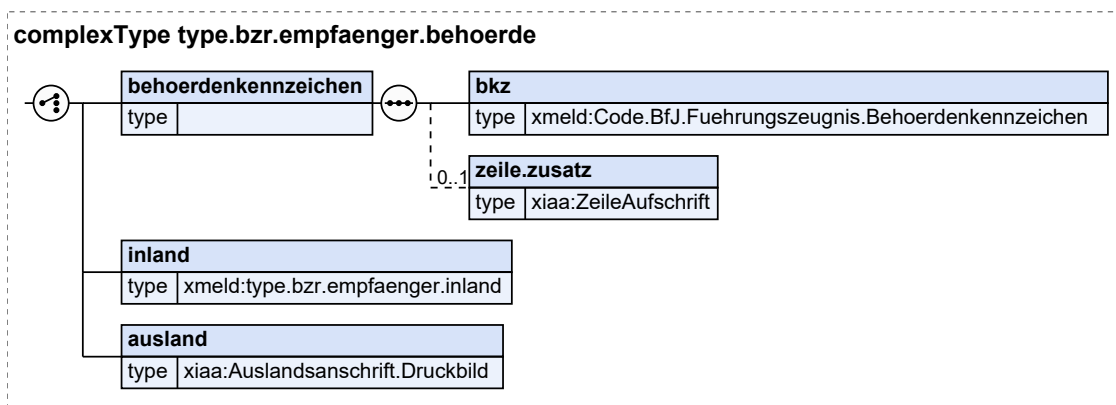 complexType type.bzr.empfaenger.behoerde
behoerdenkennzeichen
type
bkz
type xmeld:Code.BfJ.Fuehrungszeugnis.Behoerdenkennzeichen
0..1
zeile.zusatz
type xiaa:ZeileAufschrift
inland
type xmeld:type.bzr.empfaenger.inland
ausland
type xiaa:Auslandsanschrift.Druckbild